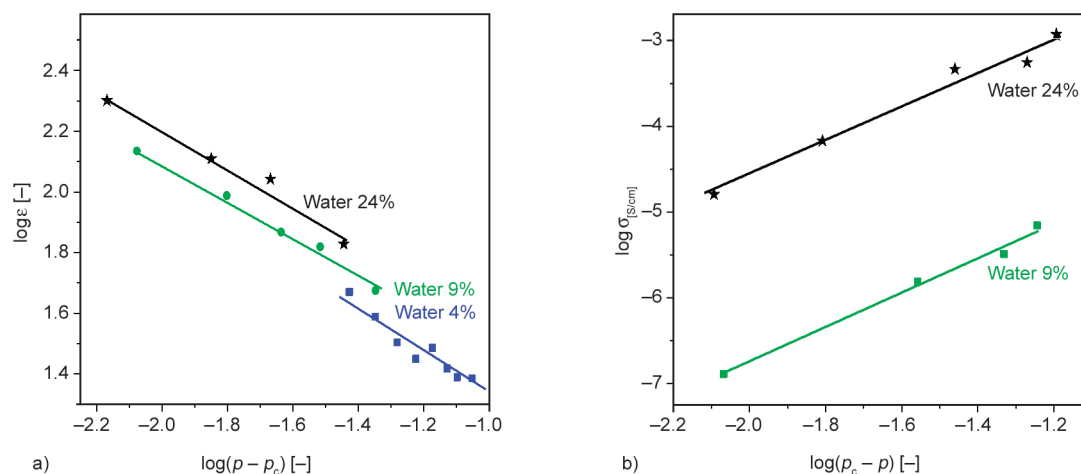 2.4
2.2
2.0
1.8
1.6
1.4
logε [–]
Water 24%
Water 9%
Water 4%
–2.2 –2.0 –1.8 –1.6 –1.4 –1.2 –1.0
a) log(p – pc) [–]
–3
–4
–5
–6
–7
logσ[S/cm]
Water 24%
Water 9%
–2.2 –2.0 –1.8 –1.6 –1.4 –1.2
b) log(pc – p) [–]